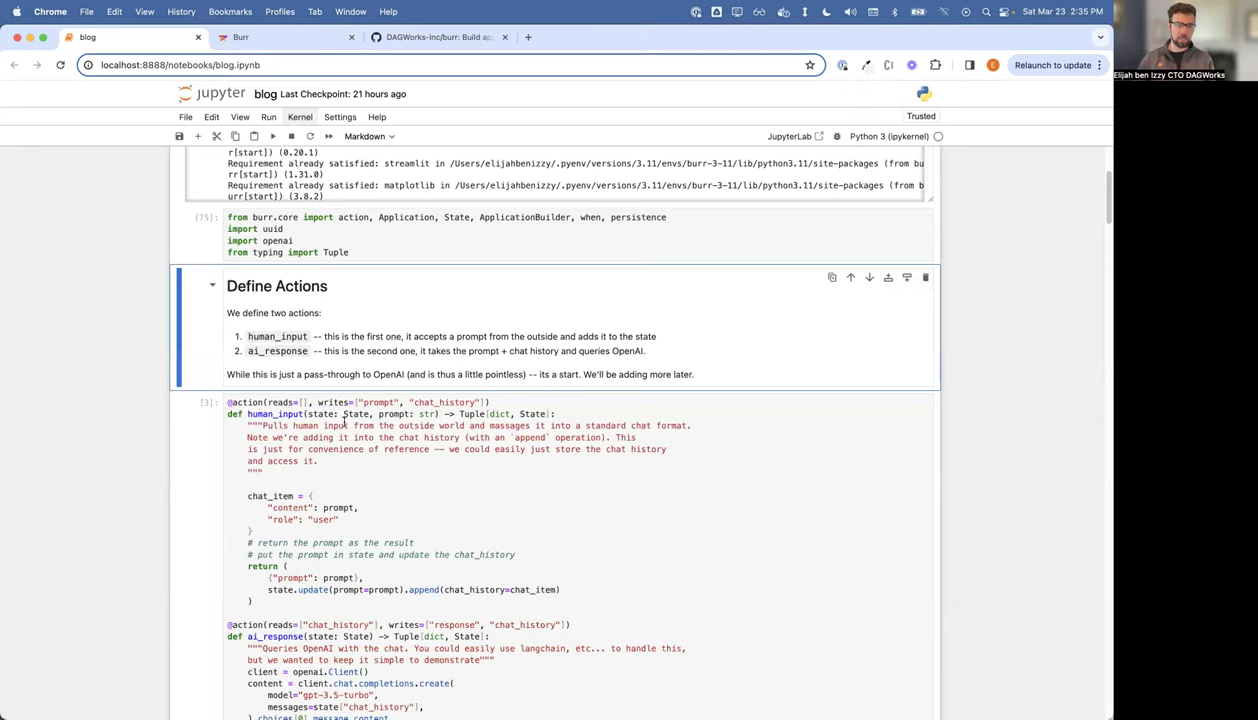 Chrome File Edit View History Bookmarks Profiles Tab Window Help Sat Mar 23 2:35 PM
blog Burr DAGWorks-Inc/burr: Build ap
localhost:8888/notebooks/blog.ipynb E Relaunch to update
Elijah ben Izzy CTO DAGWorks
jupyter blog Last Checkpoint: 21 hours ago
File Edit View Run Kernel Settings Help Trusted
Markdown JupyterLab Python 3 (ipykernel)
r[start]) (0.20.1)
Requirement already satisfied: streamlit in /Users/elijahbenizzy/.pyenv/versions/3.11/envs/burr-3-11/lib/python3.11/site-packages (from bu
rr[start]) (1.31.0)
Requirement already satisfied: matplotlib in /Users/elijahbenizzy/.pyenv/versions/3.11/envs/burr-3-11/lib/python3.11/site-packages (from b
urr[start]) (3.8.2)
[75]: from burr.core import action, Application, State, ApplicationBuilder, when, persistence
import uuid
import openai
from typing import Tuple
Define Actions
We define two actions:
1. human_input -- this is the first one, it accepts a prompt from the outside and adds it to the state
2. ai_response -- this is the second one, it takes the prompt + chat history and queries OpenAI.
While this is just a pass-through to OpenAI (and is thus a little pointless) -- its a start. We'll be adding more later.
[3]: @action(reads=[], writes=["prompt", "chat_history"])
def human_input(state: State, prompt: str) -> Tuple[dict, State]:
"""Pulls human input from the outside world and massages it into a standard chat format.
Note we're adding it into the chat history (with an `append` operation). This
is just for convenience of reference -- we could easily just store the chat history
and access it.
"""
chat_item = {
"content": prompt,
"role": "user"
}
# return the prompt as the result
# put the prompt in state and update the chat_history
return (
{"prompt": prompt},
state.update(prompt=prompt).append(chat_history=chat_item)
)
@action(reads=["chat_history"], writes=["response", "chat_history"])
def ai_response(state: State) -> Tuple[dict, State]:
"""Queries OpenAI with the chat. You could easily use langchain, etc... to handle this,
but we wanted to keep it simple to demonstrate"""
client = openai.Client()
content = client.chat.completions.create(
model="gpt-3.5-turbo",
messages=state["chat_history"],
).choices[0].message.content